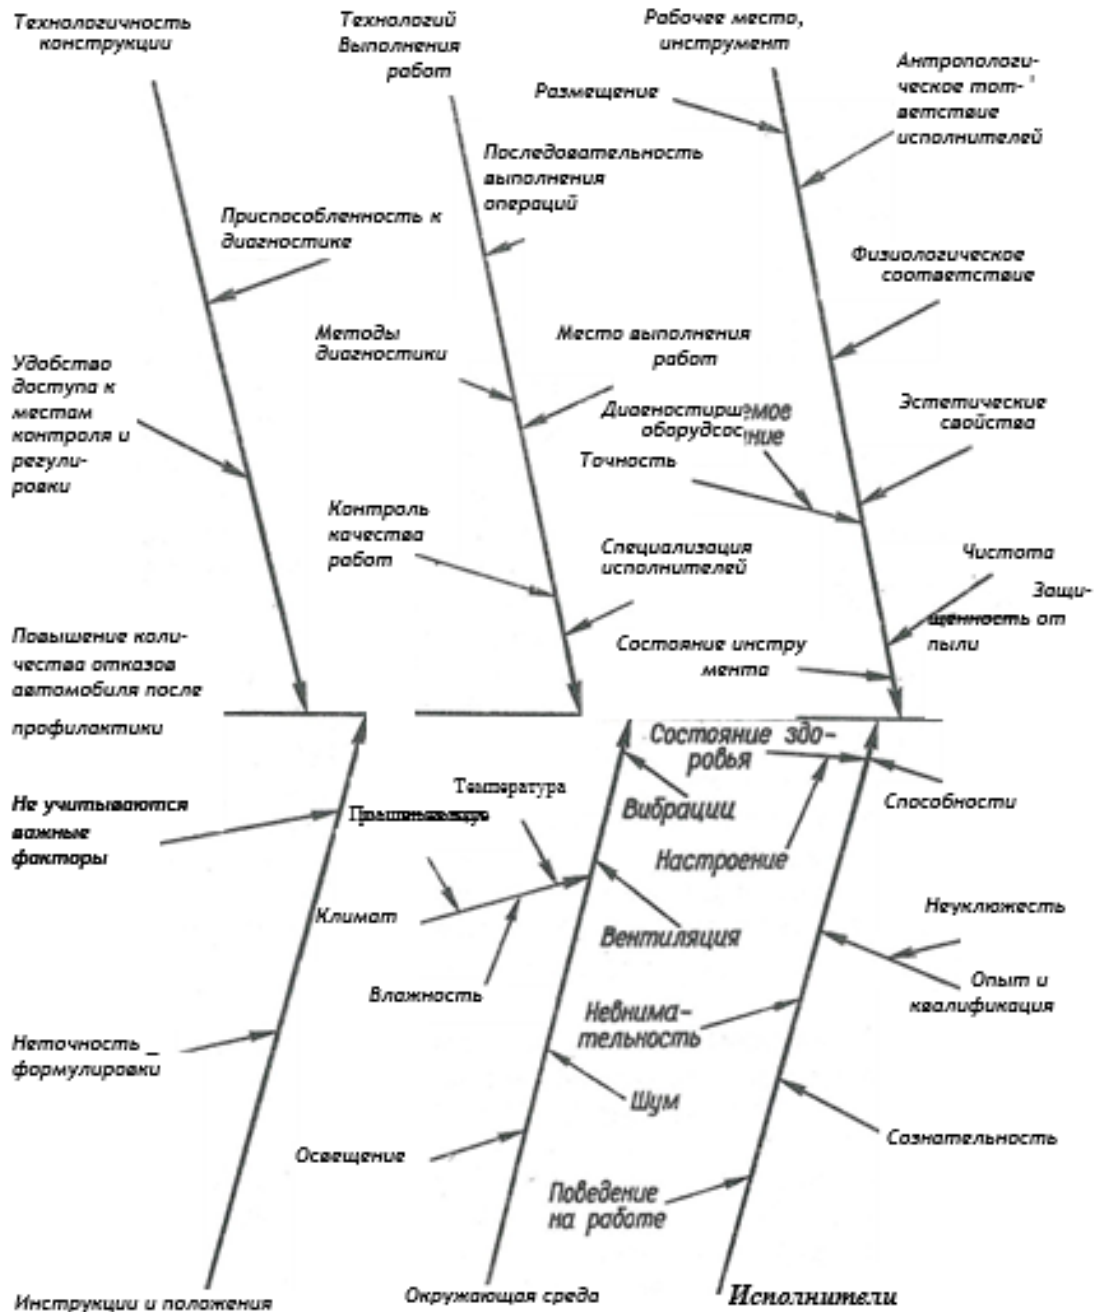 Технологичность
конструкции
Технологий
Выполнения
работ
Рабочее место,
инструмент
Размещение
Антропологи-
ческое тот-
ветствие
исполнителей
Последовательность
выполнения
операций
Приспособленность к
диагностике
Физиологическое
соответствие
Методы
диагностики
Место выполнения
работ
Удобство
доступа к
местам
контроля и
регули-
ровки
Эстетические
свойства
Точность
Контроль
качества
работ
Специализация
исполнителей
Чистота
Защи-
щенность от
пыли
Состояние инстру
мента
Повышение коли-
чества отказов
автомобиля после
профилактики
Состояние здо-
ровья
Способности
Вибрации
Настроение
Не учитываются
важные
факторы
Температура
Климат
Влажность
Вентиляция
Неуклюжесть
Опыт и
квалификация
Невнима-
тельность
Неточность
формулировки
Шум
Сознательность
Освещение
Поведение
на работе
Инструкции и положения
Окружающая среда
Исполнители